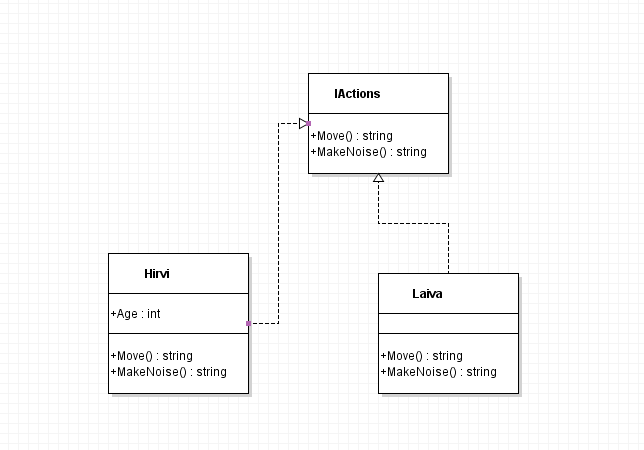 IActions
+Move() : string
+MakeNoise() : string
Hirvi
+Age : int
+Move() : string
+MakeNoise() : string
Laiva
+Move() : string
+MakeNoise() : string